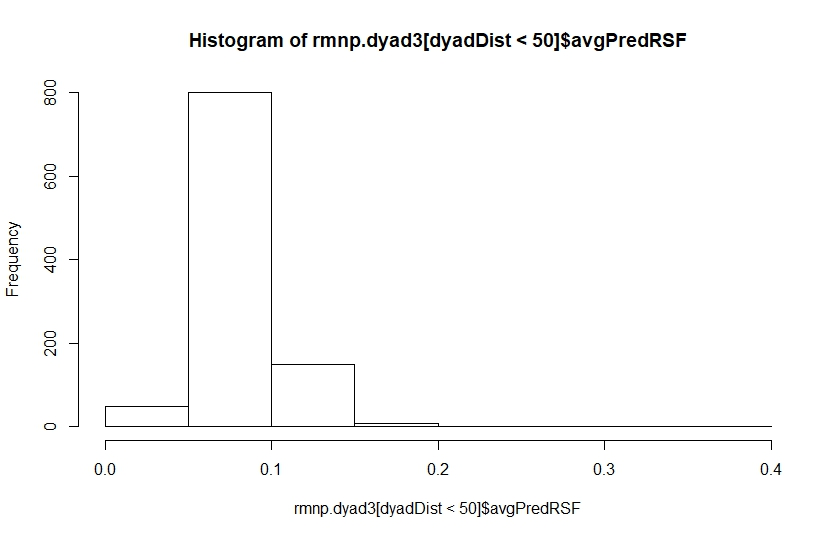 Histogram of rmnp.dyad3[dyadDist < 50]$avgPredRSF
800
600
400
200
0
Frequency
0.0 0.1 0.2 0.3 0.4
rmnp.dyad3[dyadDist < 50]$avgPredRSF